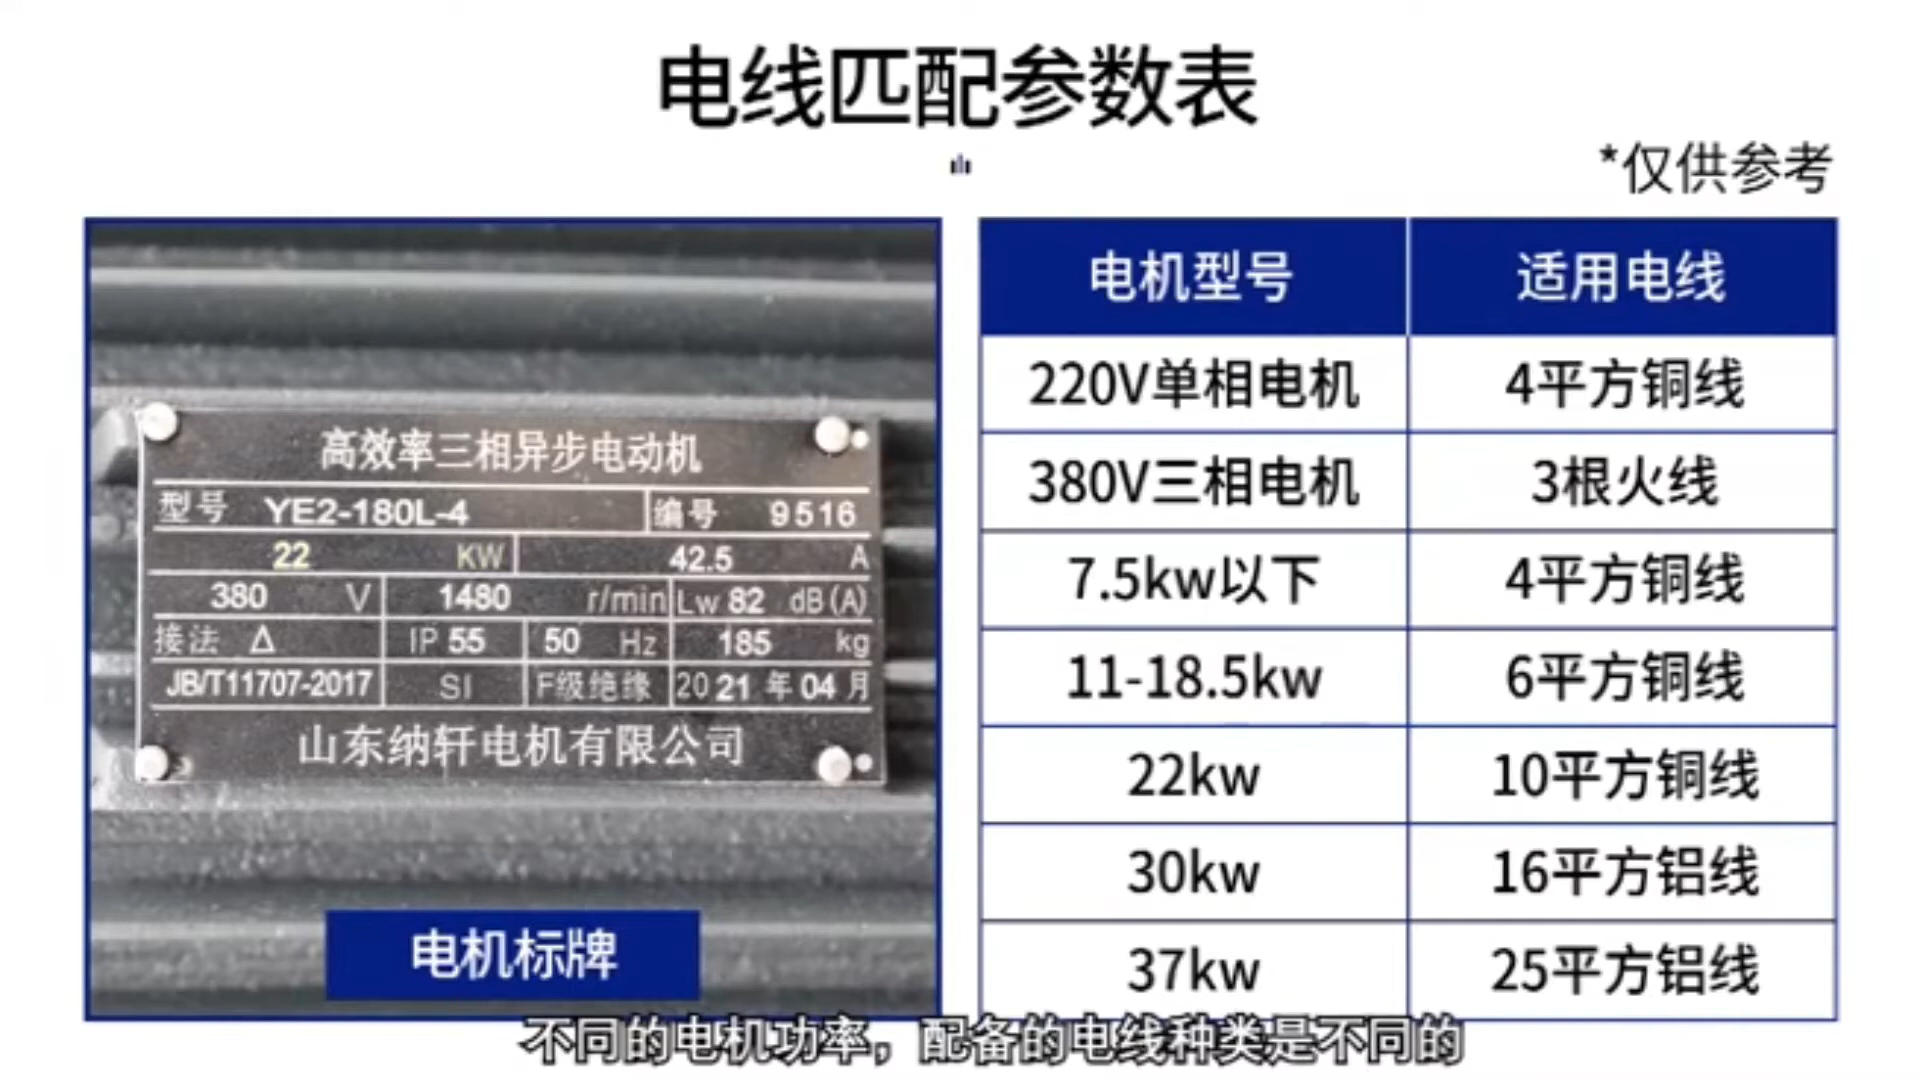 电线匹配参数表
*仅供参考
高效率三相异步电动机
型号 YE2-180L-4 编号 9516
22 KW 42.5 A
380 V 1480 r/min Lw 82 dB(A)
接法 Δ IP 55 50 Hz 185 kg
JB/T11707-2017 SI F级绝缘 2021 年 04 月
山东纳轩电机有限公司
电机标牌
电机型号 适用电线
220V单相电机 4平方铜线
380V三相电机 3根火线
7.5kw以下 4平方铜线
11-18.5kw 6平方铜线
22kw 10平方铜线
30kw 16平方铝线
37kw 25平方铝线
不同的电机功率，配备的电线种类是不同的